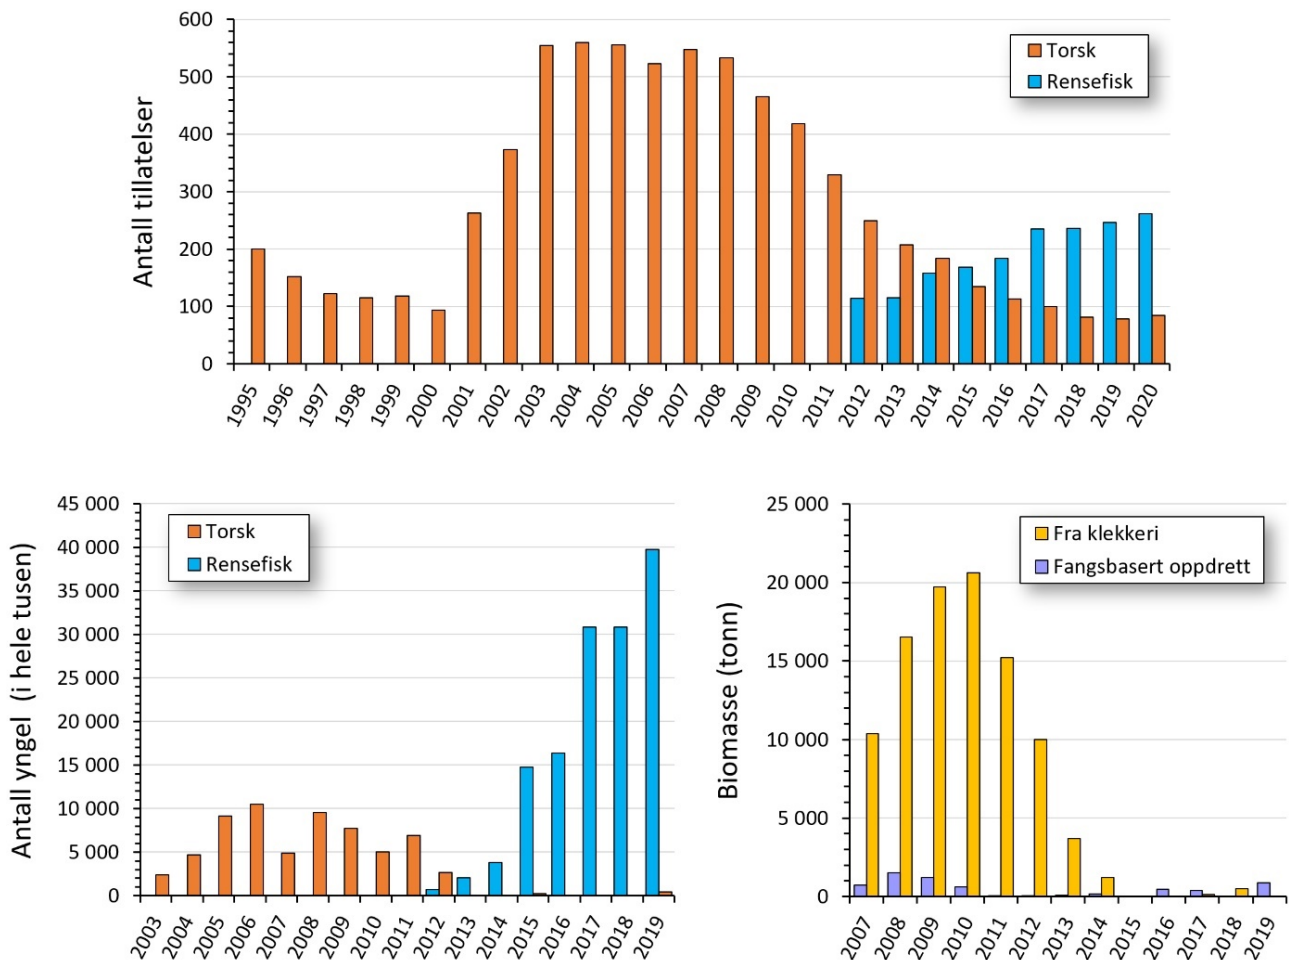 Antall tillatelser
600
500
400
300
200
100
0
Torsk
Rensefisk
1995 1996 1997 1998 1999 2000 2001 2002 2003 2004 2005 2006 2007 2008 2009 2010 2011 2012 2013 2014 2015 2016 2017 2018 2019 2020
Antall yngel (i hele tusen)
45 000
40 000
35 000
30 000
25 000
20 000
15 000
10 000
5 000
0
Torsk
Rensefisk
2003 2004 2005 2006 2007 2008 2009 2010 2011 2012 2013 2014 2015 2016 2017 2018 2019
Biomasse (tonn)
25 000
20 000
15 000
10 000
5 000
0
Fra klekkeri
Fangsbasert oppdrett
2007 2008 2009 2010 2011 2012 2013 2014 2015 2016 2017 2018 2019